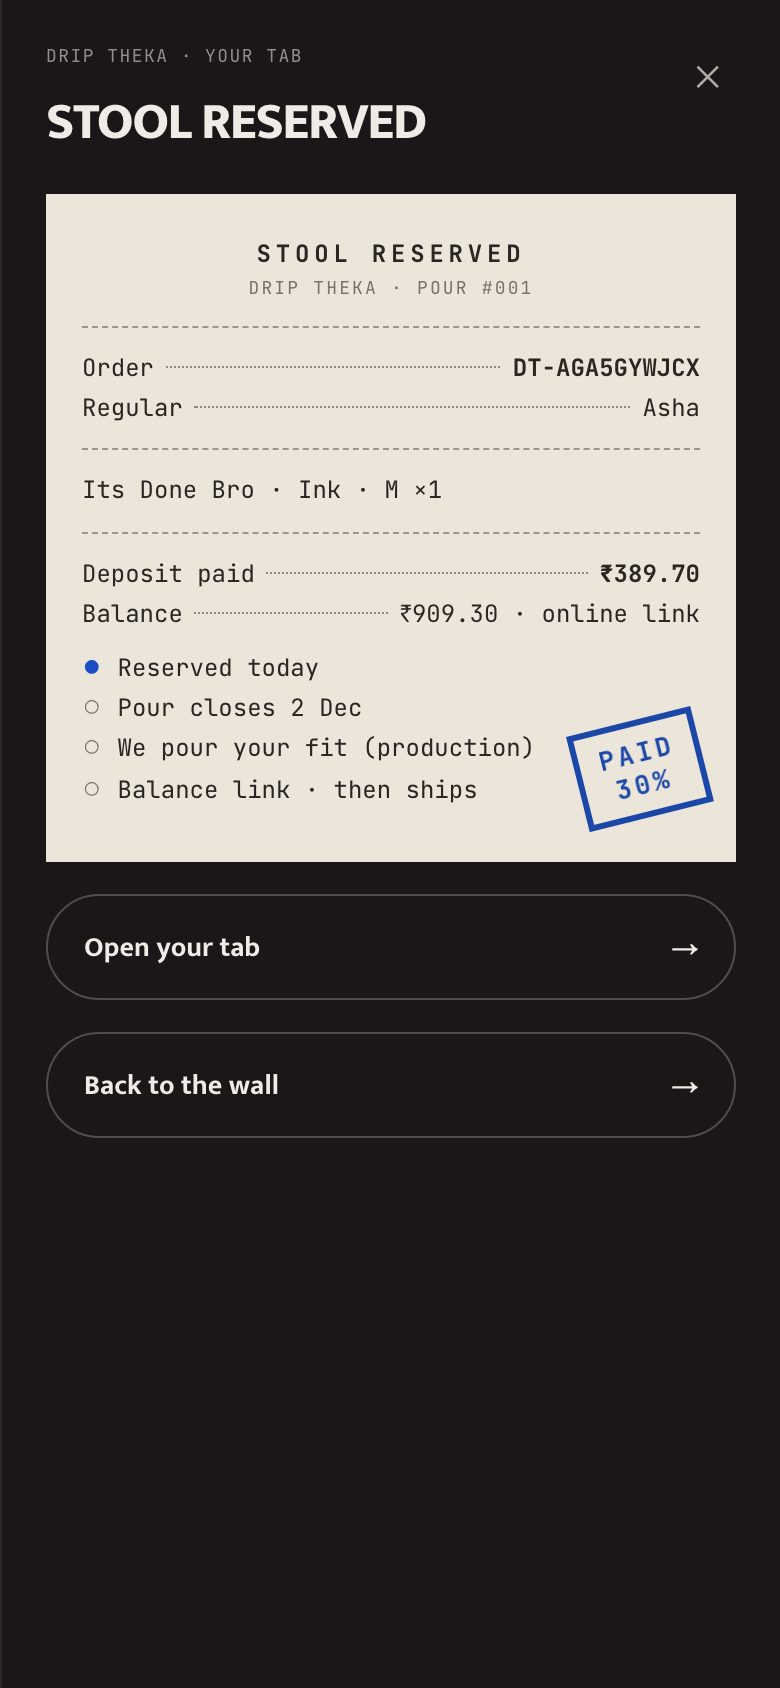 DRIP THEKA · YOUR TAB
STOOL RESERVED
STOOL RESERVED
DRIP THEKA · POUR #001
Order DT-AGA5GYWJCX
Regular Asha
Its Done Bro · Ink · M ×1
Deposit paid ₹389.70
Balance ₹909.30 · online link
Reserved today
Pour closes 2 Dec
We pour your fit (production)
Balance link · then ships
PAID
30%
Open your tab →
Back to the wall →